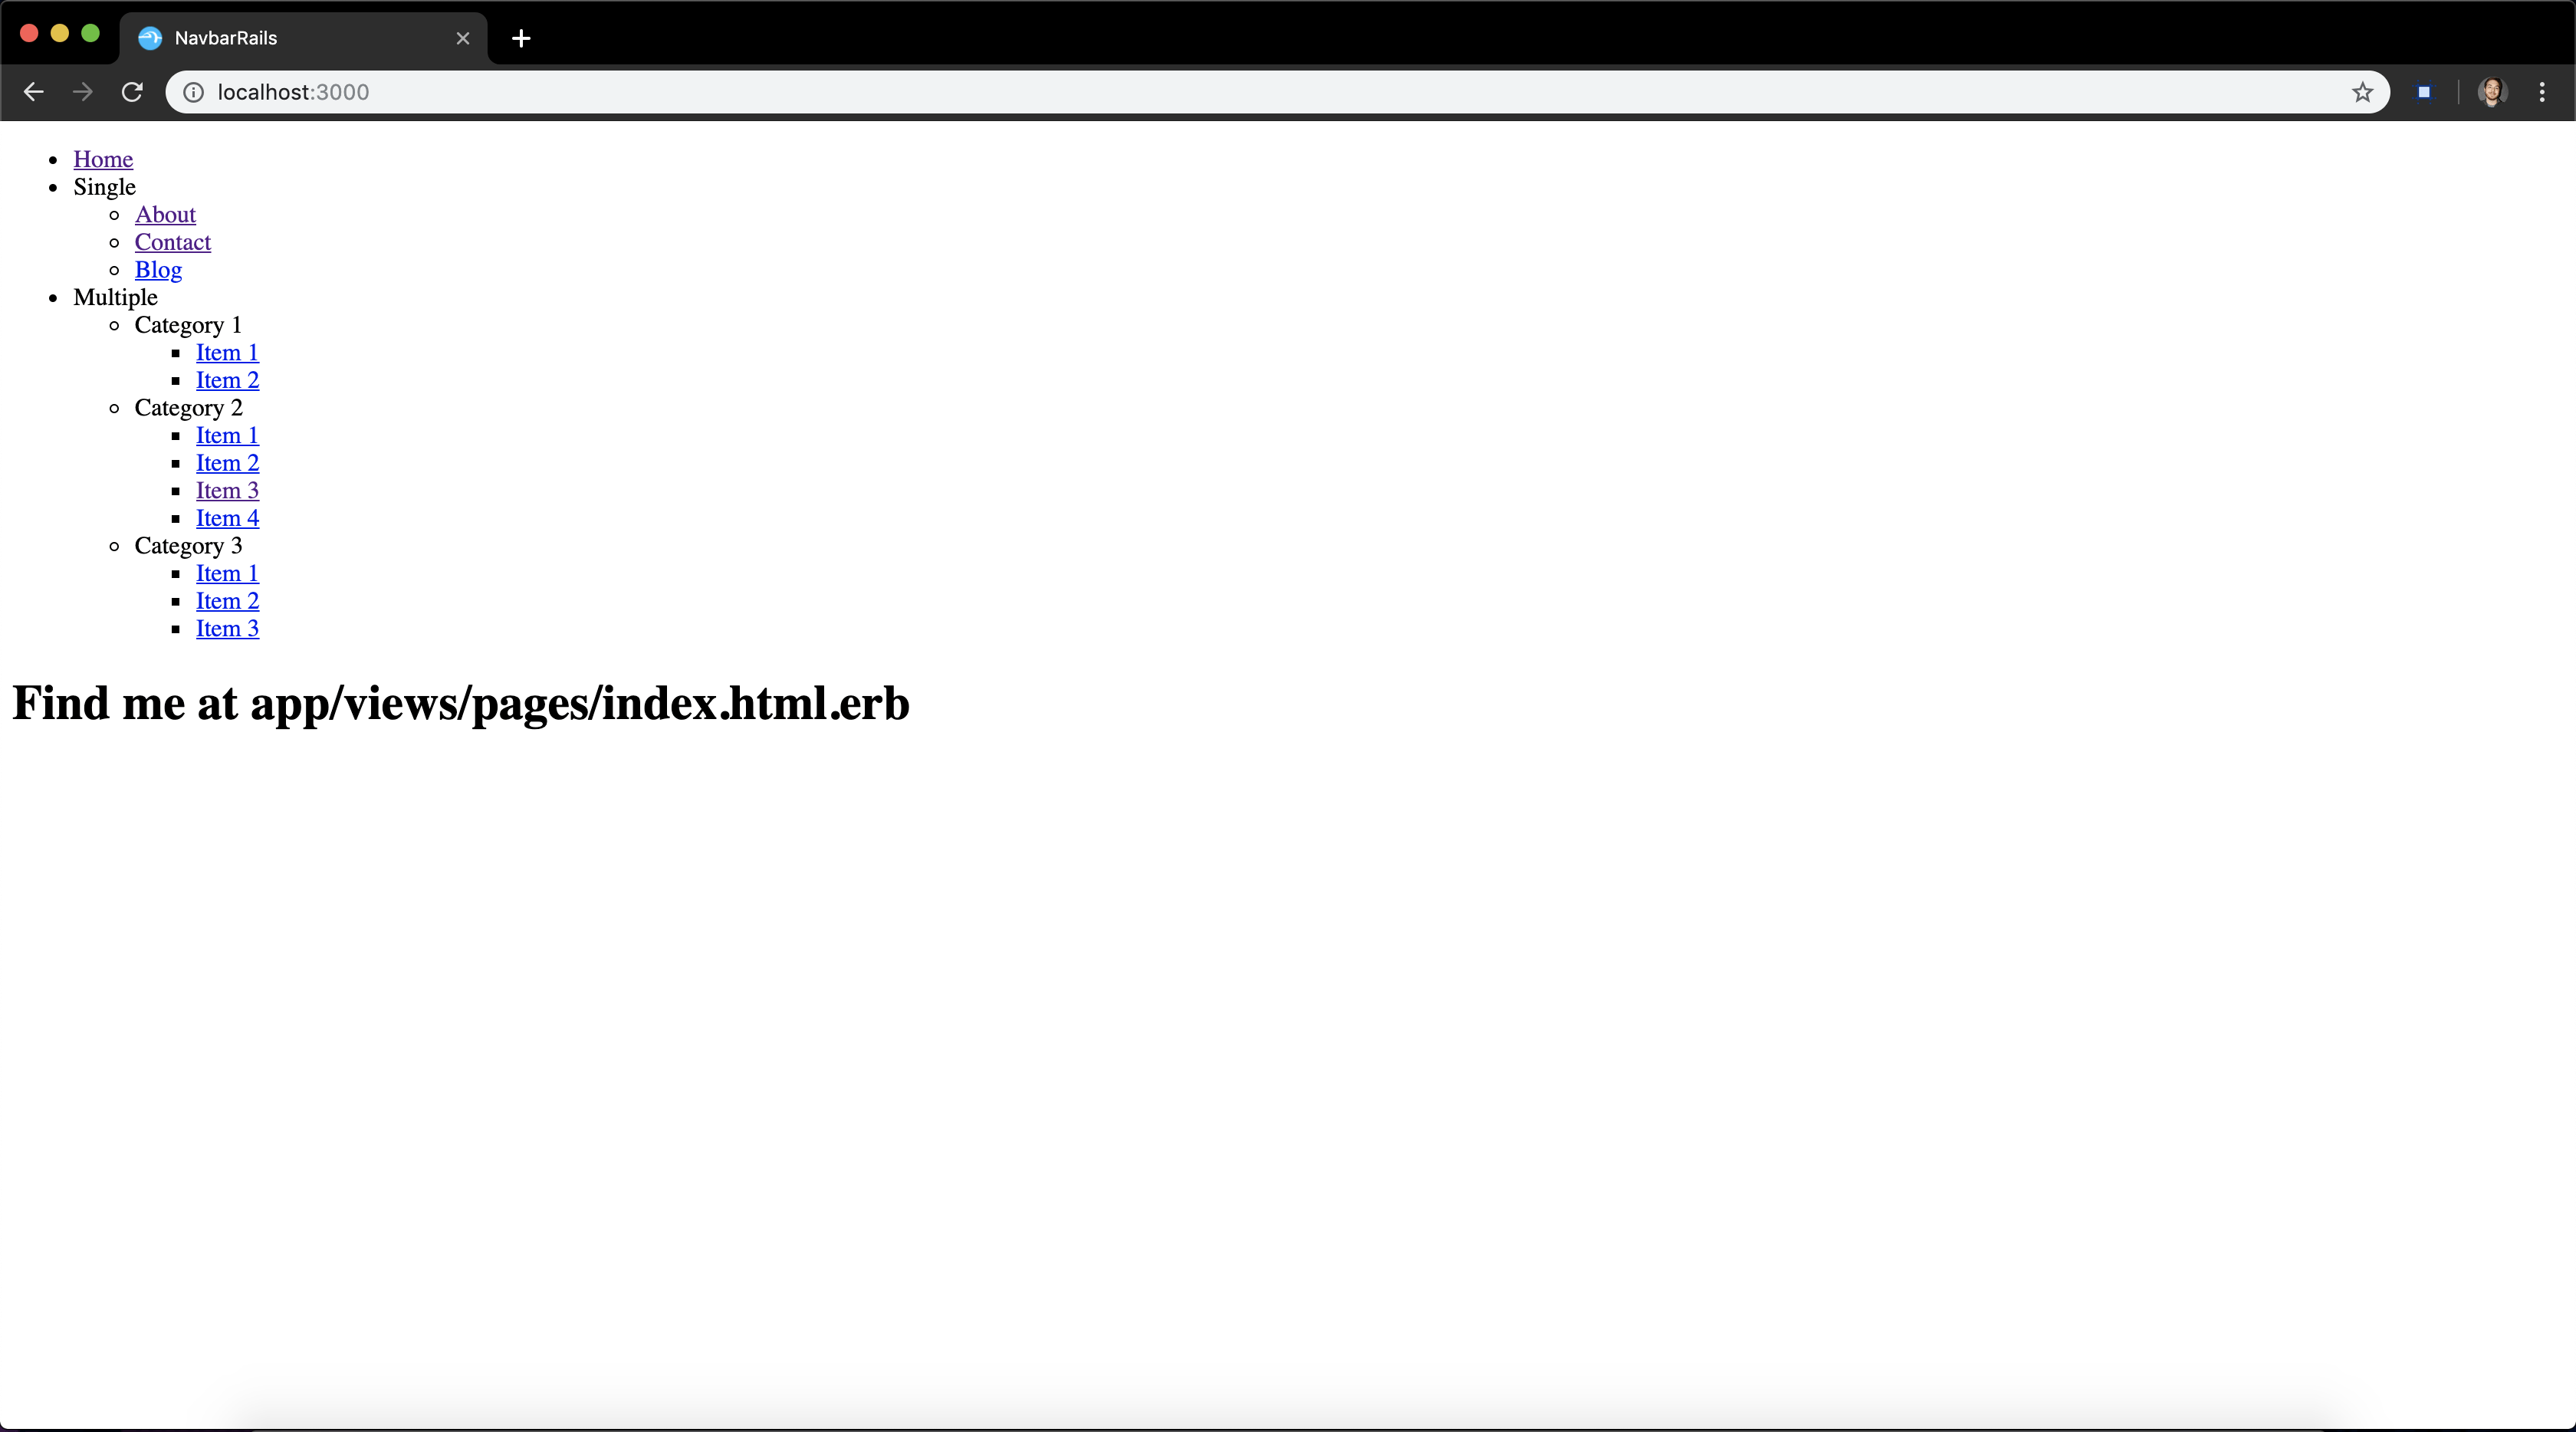 NavbarRails
localhost:3000
Home
Single
About
Contact
Blog
Multiple
Category 1
Item 1
Item 2
Category 2
Item 1
Item 2
Item 3
Item 4
Category 3
Item 1
Item 2
Item 3
Find me at app/views/pages/index.html.erb